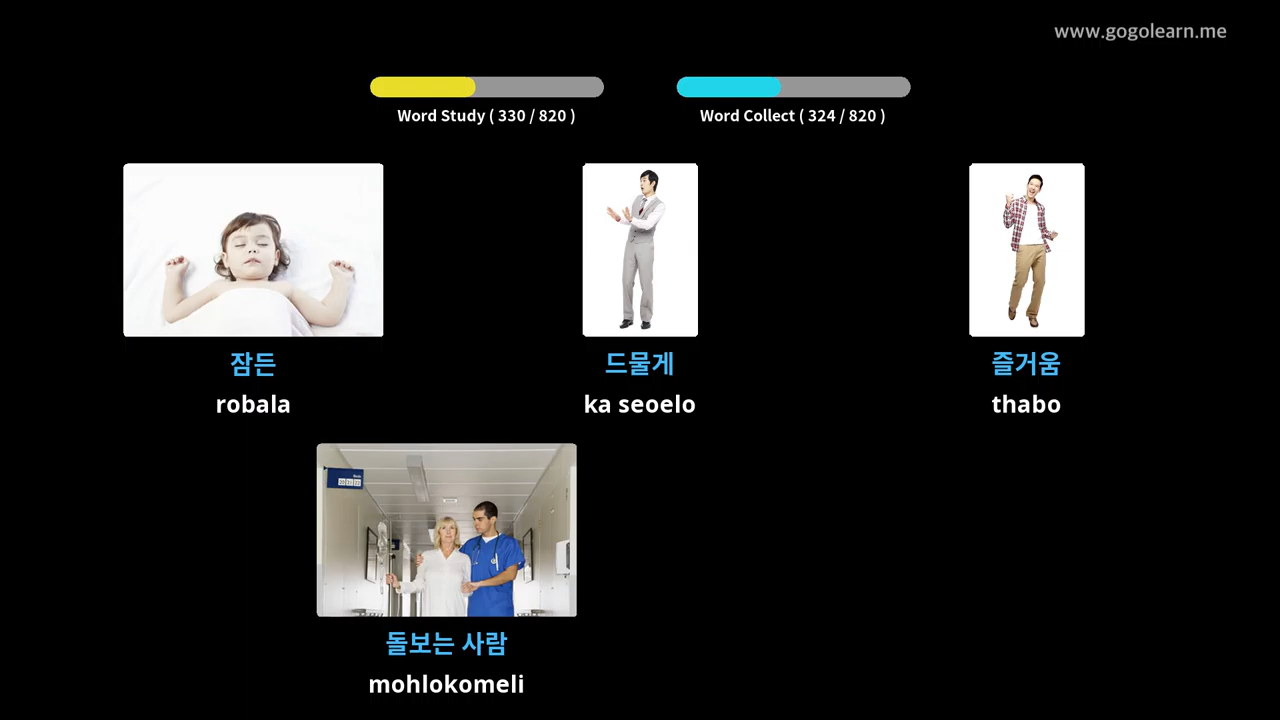 www.gogolearn.me
Word Study ( 330 / 820 )
Word Collect ( 324 / 820 )
잠든
robala
드물게
ka seoelo
즐거움
thabo
돌보는 사람
mohlokomeli